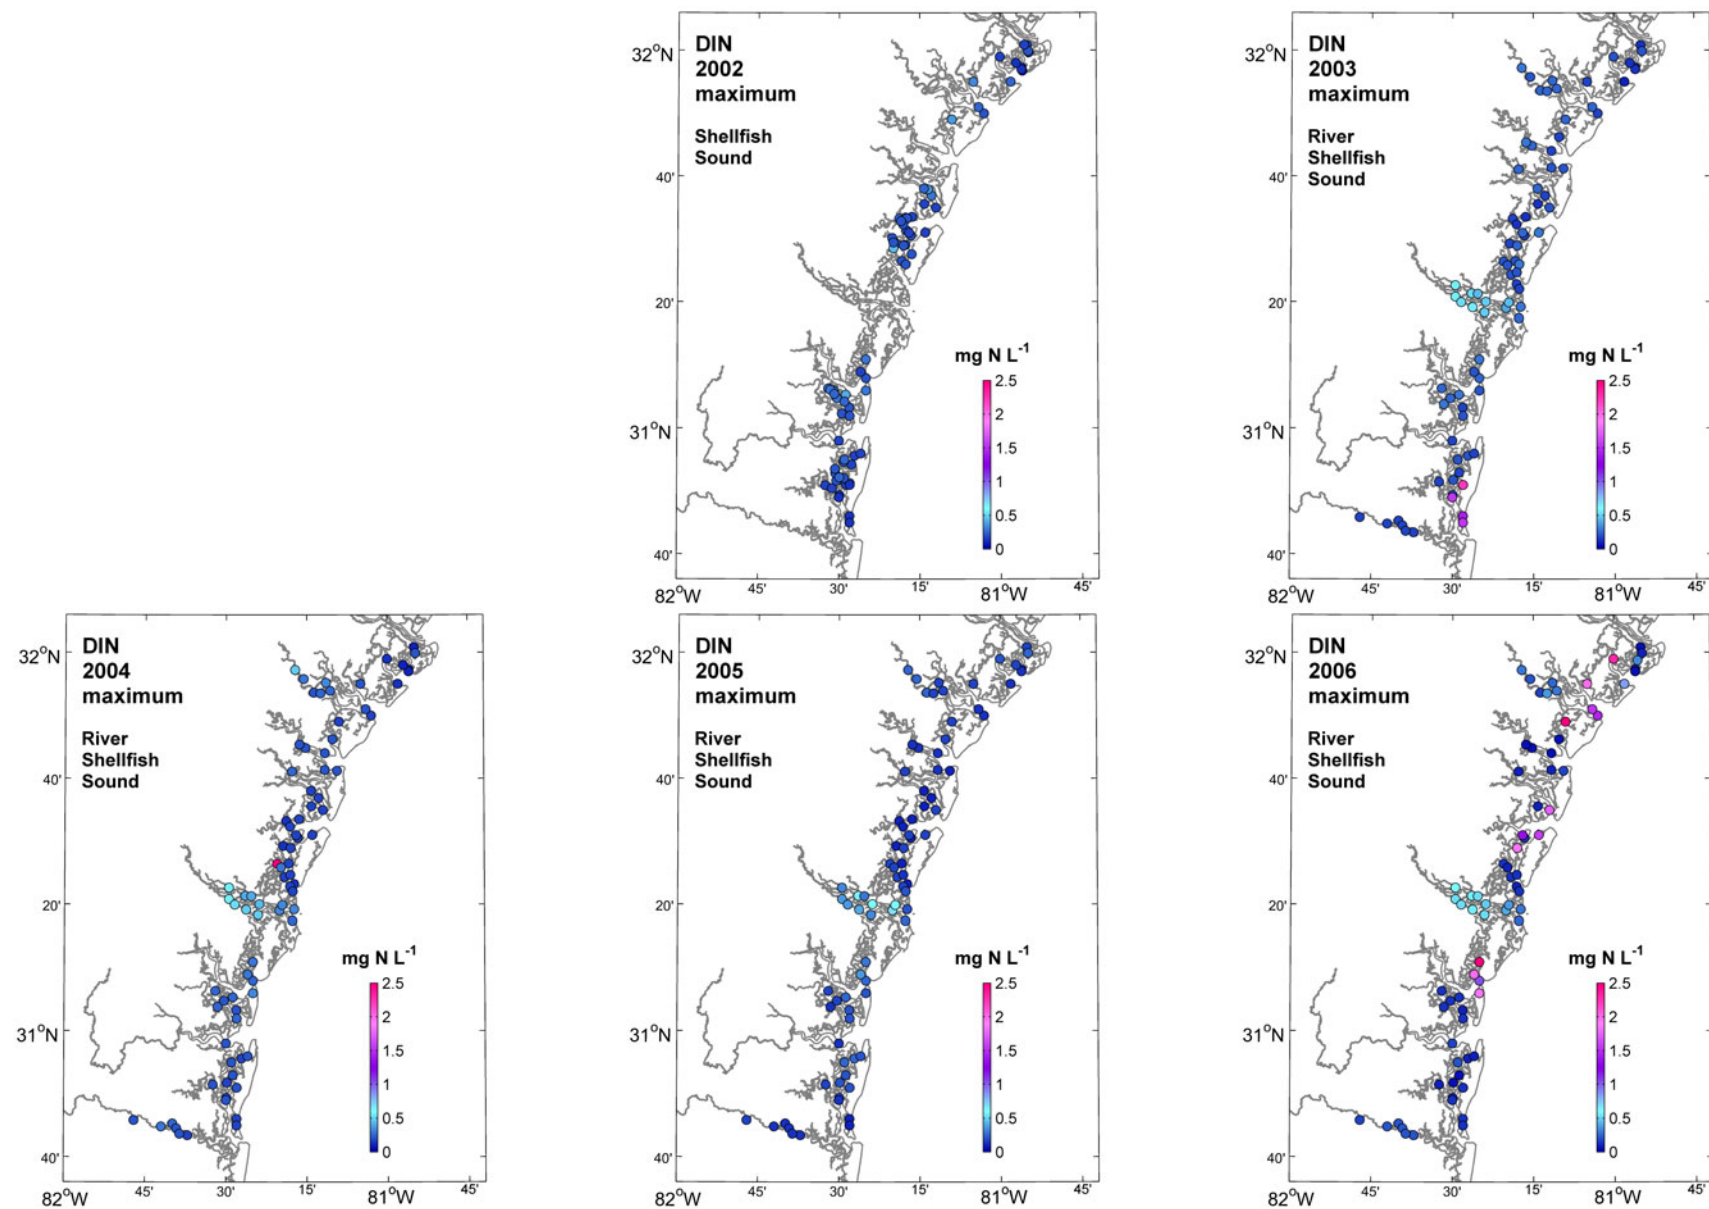 DIN
2002
maximum
Shellfish
Sound
32°N
40'
20'
31°N
40'
82°W
45'
30'
15'
81°W
45'
mg N L-1
2.5
2
1.5
1
0.5
0
DIN
2003
maximum
River
Shellfish
Sound
32°N
40'
20'
31°N
40'
82°W
45'
30'
15'
81°W
45'
mg N L-1
2.5
2
1.5
1
0.5
0
DIN
2004
maximum
River
Shellfish
Sound
32°N
40'
20'
31°N
40'
82°W
45'
30'
15'
81°W
45'
mg N L-1
2.5
2
1.5
1
0.5
0
DIN
2005
maximum
River
Shellfish
Sound
32°N
40'
20'
31°N
40'
82°W
45'
30'
15'
81°W
45'
mg N L-1
2.5
2
1.5
1
0.5
0
DIN
2006
maximum
River
Shellfish
Sound
32°N
40'
20'
31°N
40'
82°W
45'
30'
15'
81°W
45'
mg N L-1
2.5
2
1.5
1
0.5
0